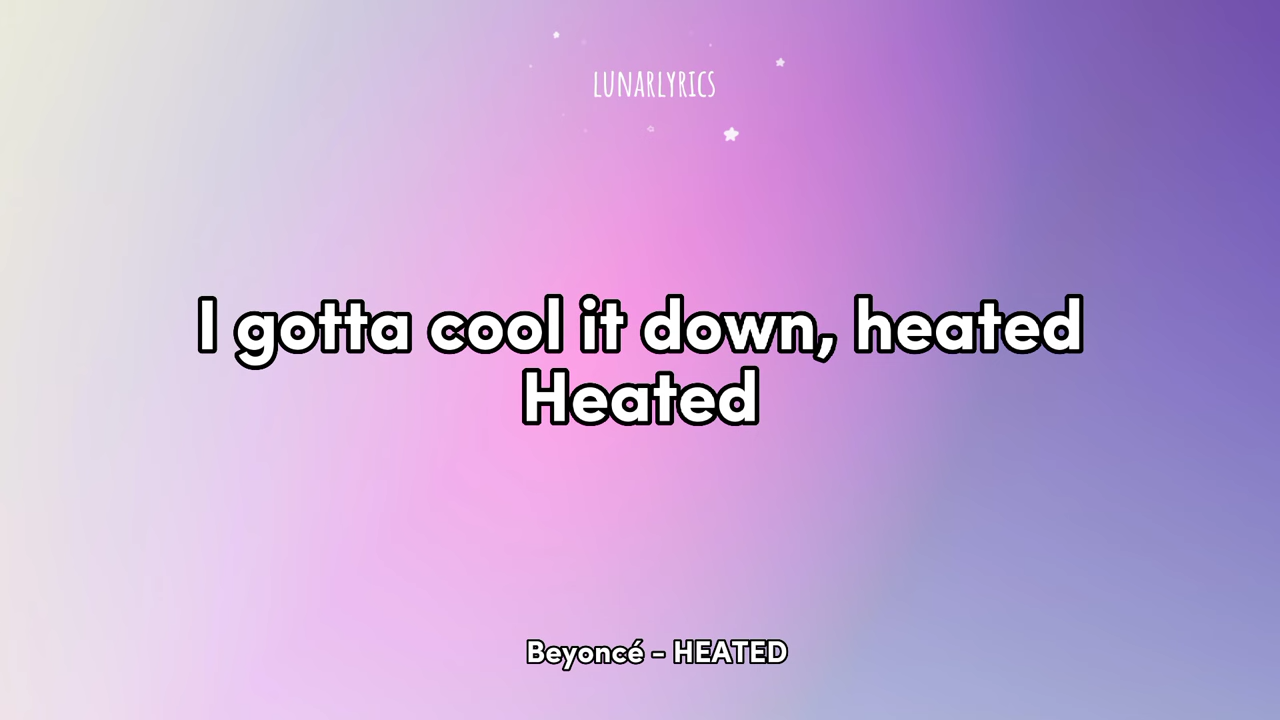 LUNARLYRICS
I gotta cool it down, heated
Heated
Beyoncé - HEATED